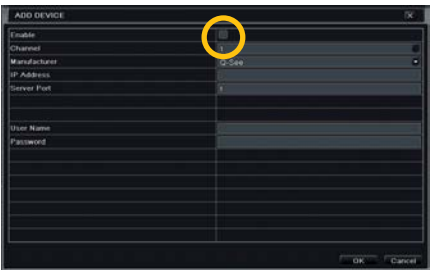 ADD DEVICE
Enable
Channel 1
Manufacturer Q-See
IP Address
Server Port 1
User Name
Password
OK Cancel